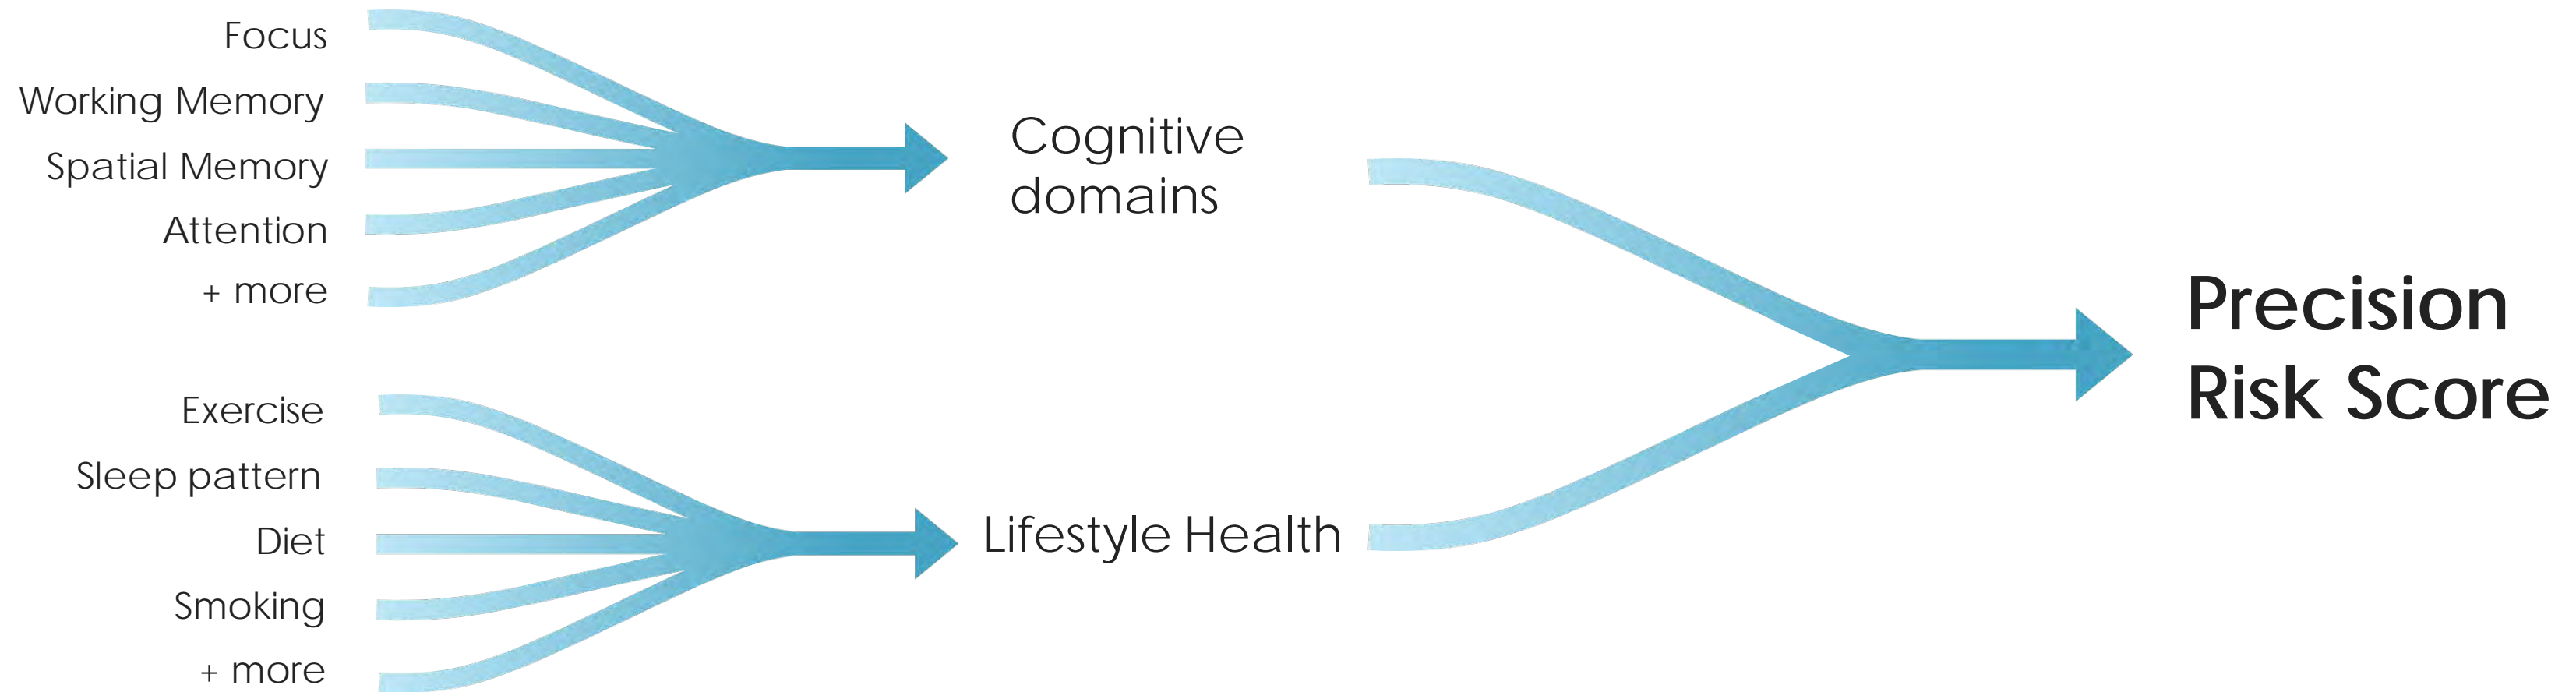 Focus
Working Memory
Spatial Memory
Attention
+ more
Cognitive
domains
Exercise
Sleep pattern
Diet
Smoking
+ more
Lifestyle Health
Precision
Risk Score